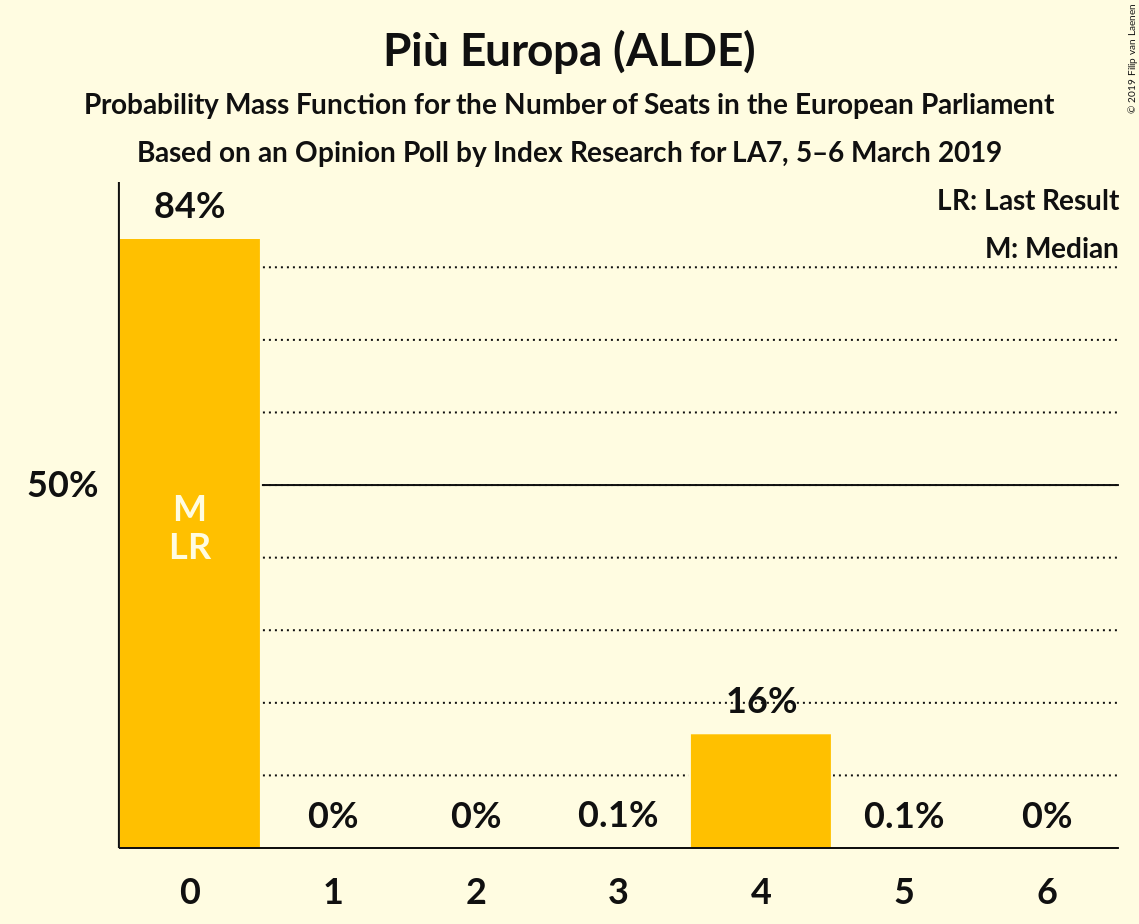 Più Europa (ALDE)
Probability Mass Function for the Number of Seats in the European Parliament
Based on an Opinion Poll by Index Research for LA7, 5–6 March 2019
© 2019 Filip van Laenen
LR: Last Result
M: Median
84%
50%
M
LR
0%
0%
0.1%
16%
0.1%
0%
0
1
2
3
4
5
6